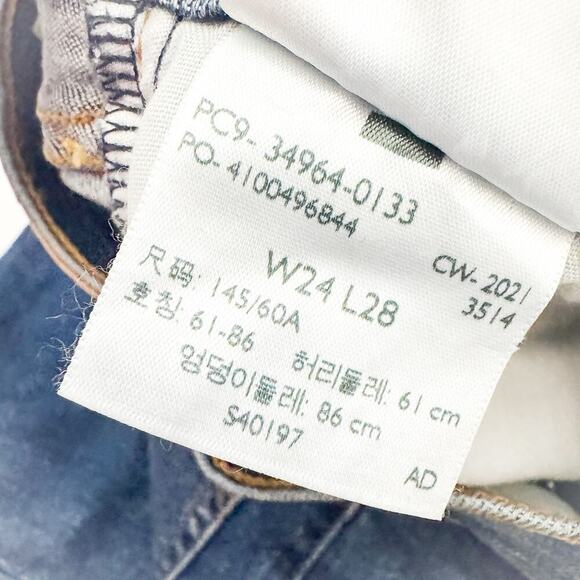 PC9- 34964-0133
PO- 4100496844
CW- 2021
3514
W24 L28
尺码: 145/60A
호칭: 61-86 허리둘레: 61 cm
엉덩이둘레: 86 cm
S40197
AD